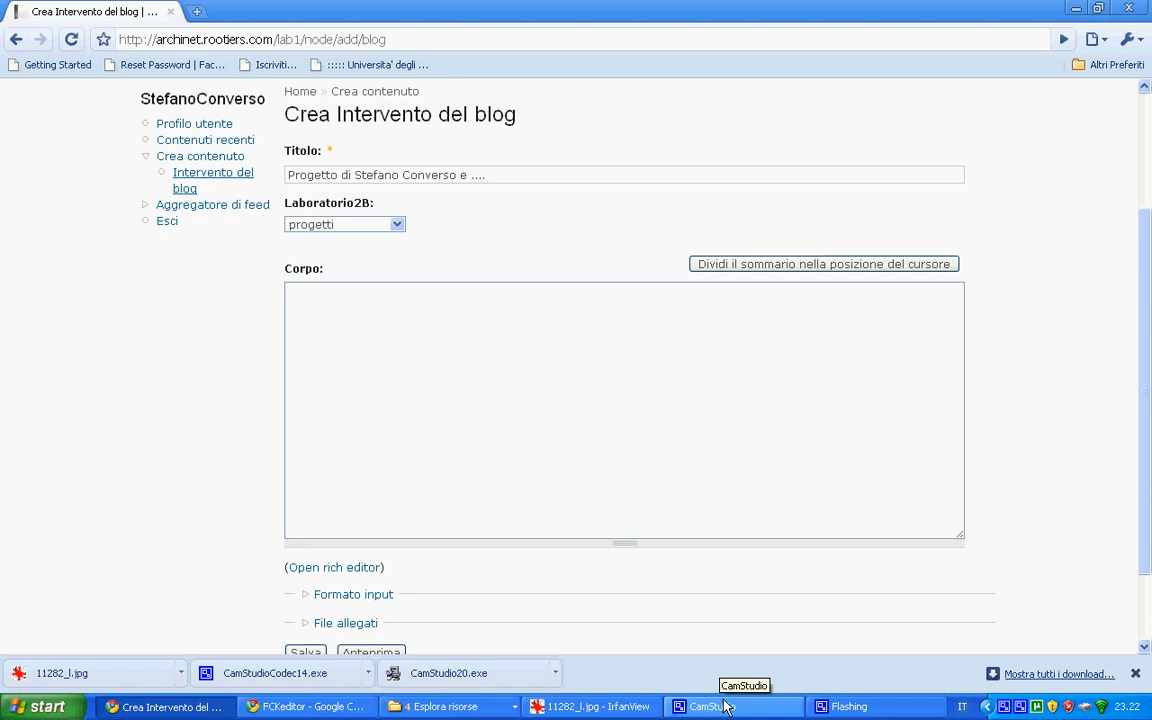 Crea Intervento del blog | ...
http://archinet.rootiers.com/lab1/node/add/blog
Getting Started
Reset Password | Fac...
Iscriviti...
::::: Universita' degli ...
Altri Preferiti
StefanoConverso
Profilo utente
Contenuti recenti
Crea contenuto
Intervento del
blog
Aggregatore di feed
Esci
Home » Crea contenuto
Crea Intervento del blog
Titolo: *
Progetto di Stefano Converso e ....
Laboratorio2B:
progetti
Dividi il sommario nella posizione del cursore
Corpo:
(Open rich editor)
Formato input
File allegati
Salva
Anteprima
11282_l.jpg
CamStudioCodec14.exe
CamStudio20.exe
Mostra tutti i download...
CamStudio
start
Crea Intervento del ...
FCKeditor - Google C...
4 Esplora risorse
11282_l.jpg - IrfanView
CamStudio
Flashing
IT
23.22